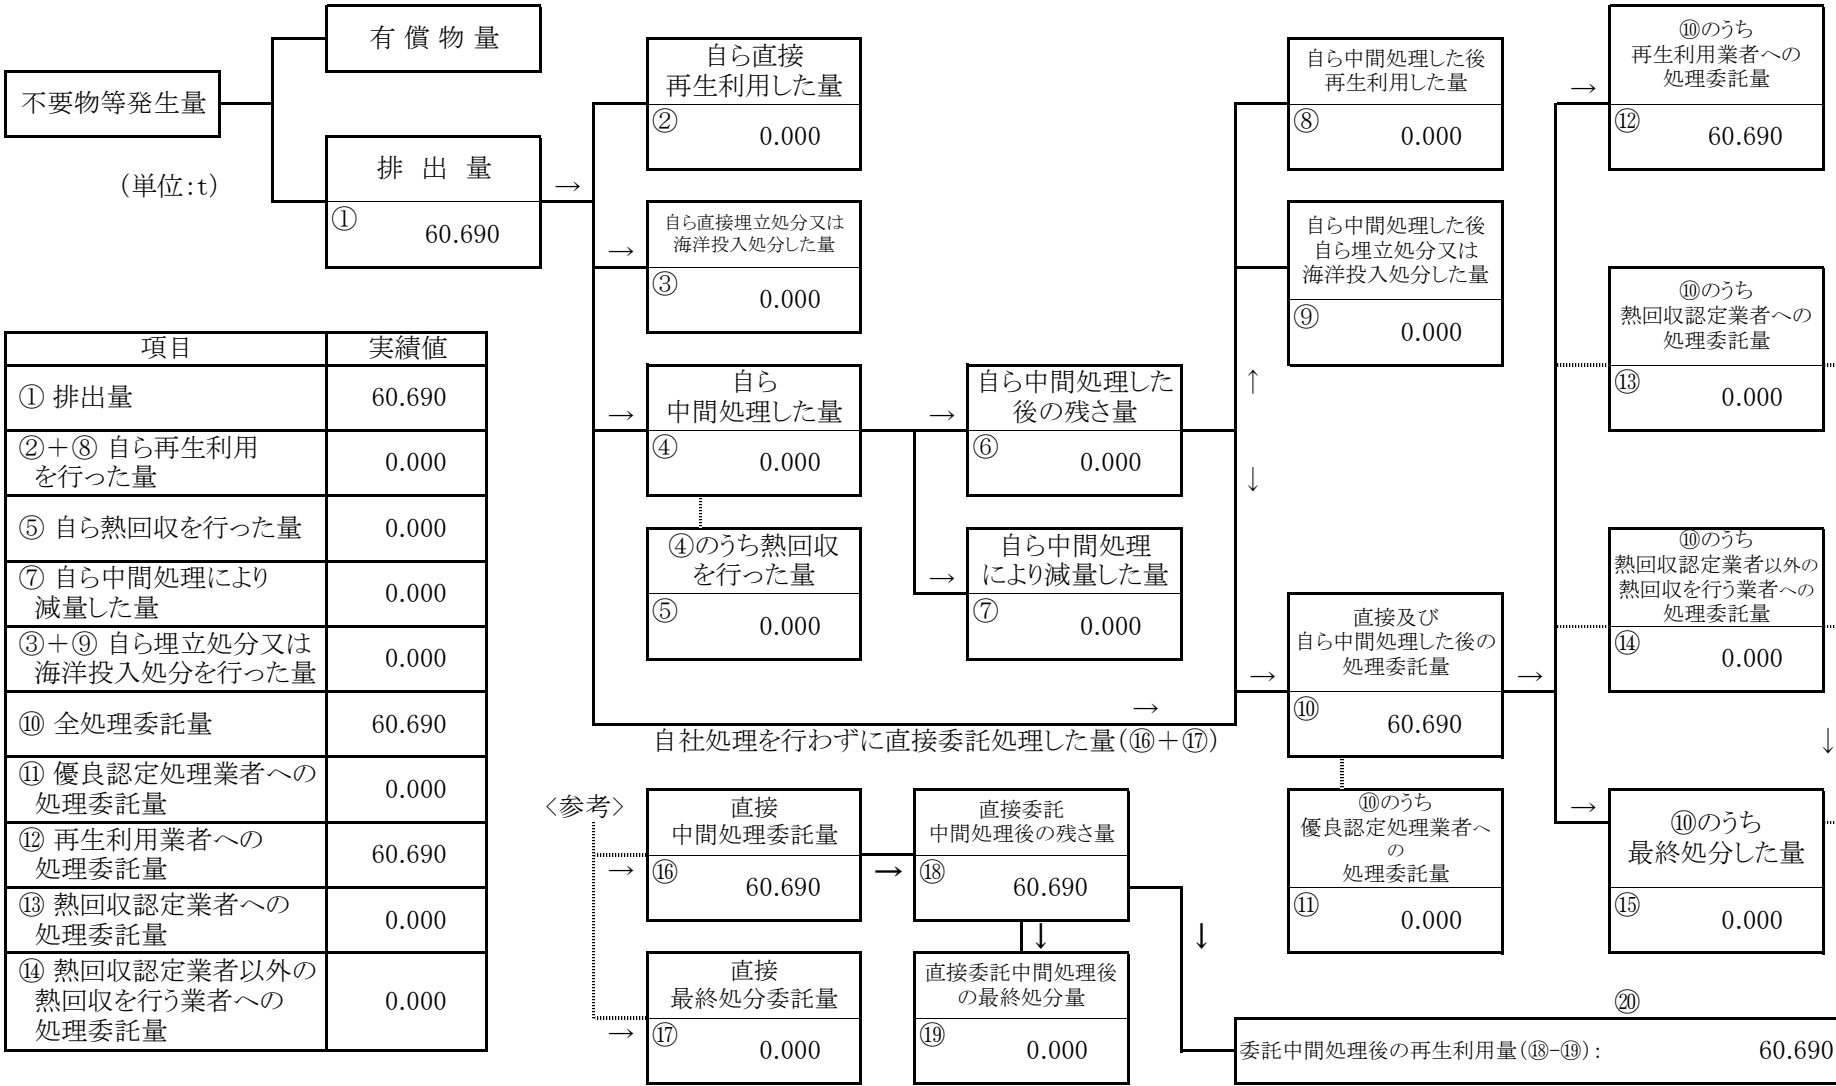 不要物等発生量
(単位:t)
有 償 物 量
排 出 量
①
60.690
→
自ら直接
再生利用した量
②
0.000
→
自ら直接埋立処分又は
海洋投入処分した量
③
0.000
→
自ら
中間処理した量
④
0.000
④のうち熱回収
を行った量
⑤
0.000
→
自ら中間処理した
後の残さ量
⑥
0.000
→
自ら中間処理
により減量した量
⑦
0.000
↑
↓
自ら中間処理した後
再生利用した量
⑧
0.000
自ら中間処理した後
自ら埋立処分又は
海洋投入処分した量
⑨
0.000
→
自社処理を行わずに直接委託処理した量(⑯+⑰)
→
直接及び
自ら中間処理した後の
処理委託量
⑩
60.690
⑩のうち
優良認定処理業者へ
の
処理委託量
⑪
0.000
→
→
⑩のうち
再生利用業者への
処理委託量
⑫
60.690
⑩のうち
熱回収認定業者への
処理委託量
⑬
0.000
⑩のうち
熱回収認定業者以外の
熱回収を行う業者への
処理委託量
⑭
0.000
↓
→
⑩のうち
最終処分した量
⑮
0.000
項目 実績値
① 排出量 60.690
②+⑧ 自ら再生利用
を行った量 0.000
⑤ 自ら熱回収を行った量 0.000
⑦ 自ら中間処理により
減量した量 0.000
③+⑨ 自ら埋立処分又は
海洋投入処分を行った量 0.000
⑩ 全処理委託量 60.690
⑪ 優良認定処理業者への
処理委託量 0.000
⑫ 再生利用業者への
処理委託量 60.690
⑬ 熱回収認定業者への
処理委託量 0.000
⑭ 熱回収認定業者以外の
熱回収を行う業者への
処理委託量 0.000
<参考>
→
直接
中間処理委託量
⑯
60.690
→
直接委託
中間処理後の残さ量
⑱
60.690
↓
↓
→
直接
最終処分委託量
⑰
0.000
直接委託中間処理後
の最終処分量
⑲
0.000
⑳
委託中間処理後の再生利用量(⑱-⑲): 60.690